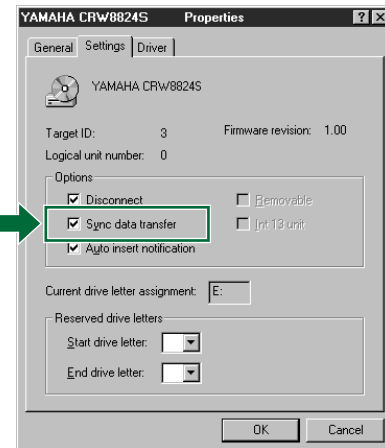 YAMAHA CRW8824S Properties
General Settings Driver
YAMAHA CRW8824S
Target ID: 3 Firmware revision: 1.00
Logical unit number: 0
Options
Disconnect Removable
Sync data transfer Int 13 unit
Auto insert notification
Current drive letter assignment: E:
Reserved drive letters
Start drive letter:
End drive letter:
OK Cancel